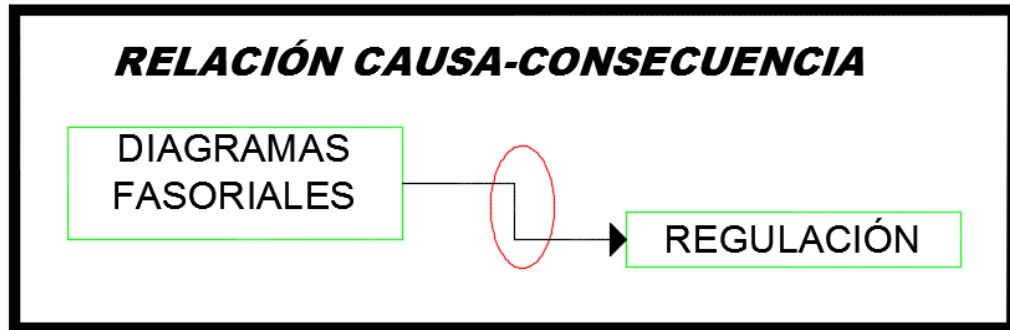 RELACIÓN CAUSA-CONSECUENCIA
DIAGRAMAS
FASORIALES
REGULACIÓN